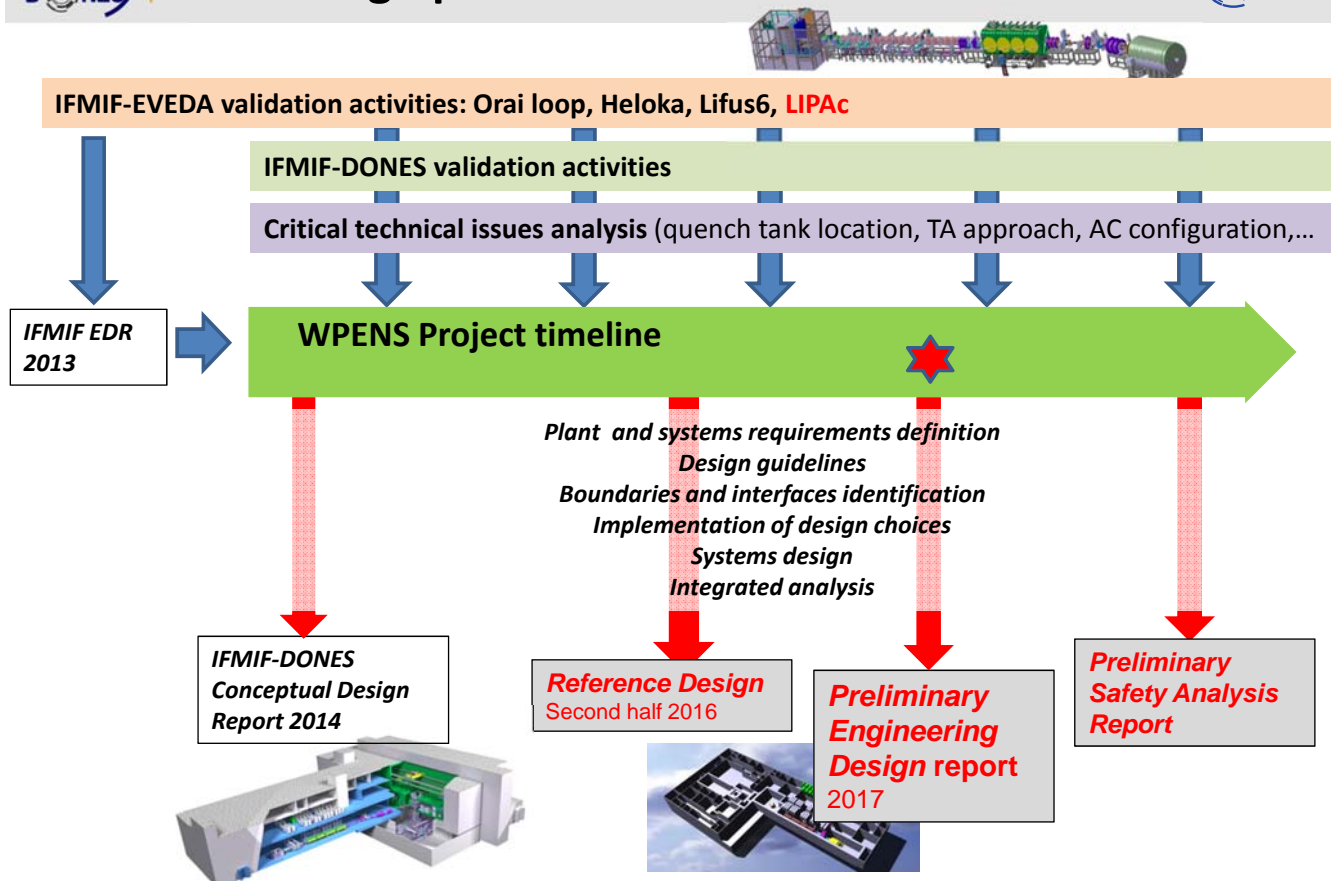 IFMIF-EVEDA validation activities: Orai loop, Heloka, Lifus6, LIPAc
IFMIF-DONES validation activities
Critical technical issues analysis (quench tank location, TA approach, AC configuration,...
IFMIF EDR
2013
WPENS Project timeline
Plant and systems requirements definition
Design guidelines
Boundaries and interfaces identification
Implementation of design choices
Systems design
Integrated analysis
IFMIF-DONES
Conceptual Design
Report 2014
Reference Design
Second half 2016
Preliminary
Engineering
Design report
2017
Preliminary
Safety Analysis
Report